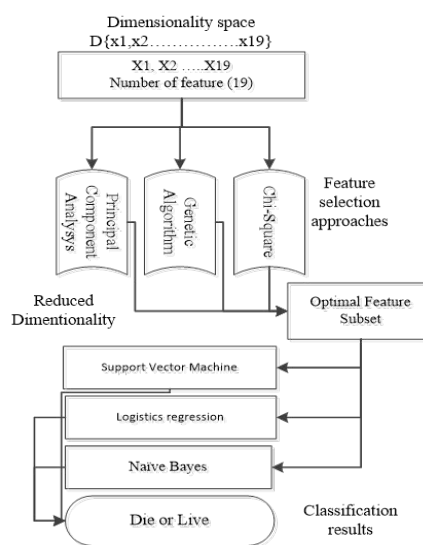 Dimensionality space
D{x1,x2................x19}
X1, X2 .....X19
Number of feature (19)
Principal
Component
Analysys
Genetic
Algorithm
Chi-Square
Feature
selection
approaches
Reduced
Dimentionality
Optimal Feature
Subset
Support Vector Machine
Logistics regression
Naïve Bayes
Die or Live
Classification
results